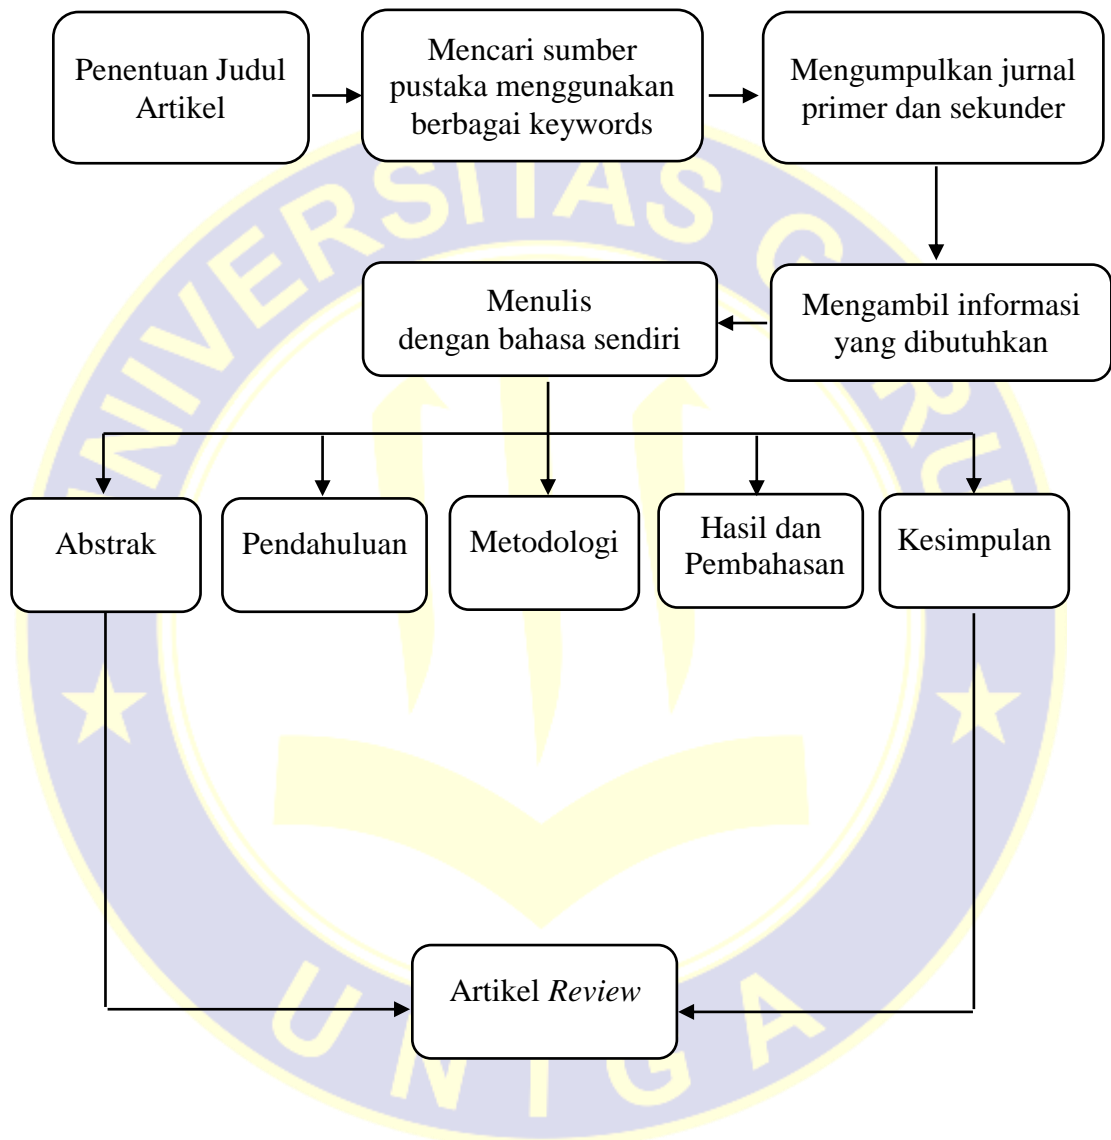 Penentuan Judul
Artikel
Mencari sumber
pustaka menggunakan
berbagai keywords
Mengumpulkan jurnal
primer dan sekunder
Mengambil informasi
yang dibutuhkan
Menulis
dengan bahasa sendiri
Abstrak
Pendahuluan
Metodologi
Hasil dan
Pembahasan
Kesimpulan
Artikel Review
UNIVERSITAS G RU
UNIGA